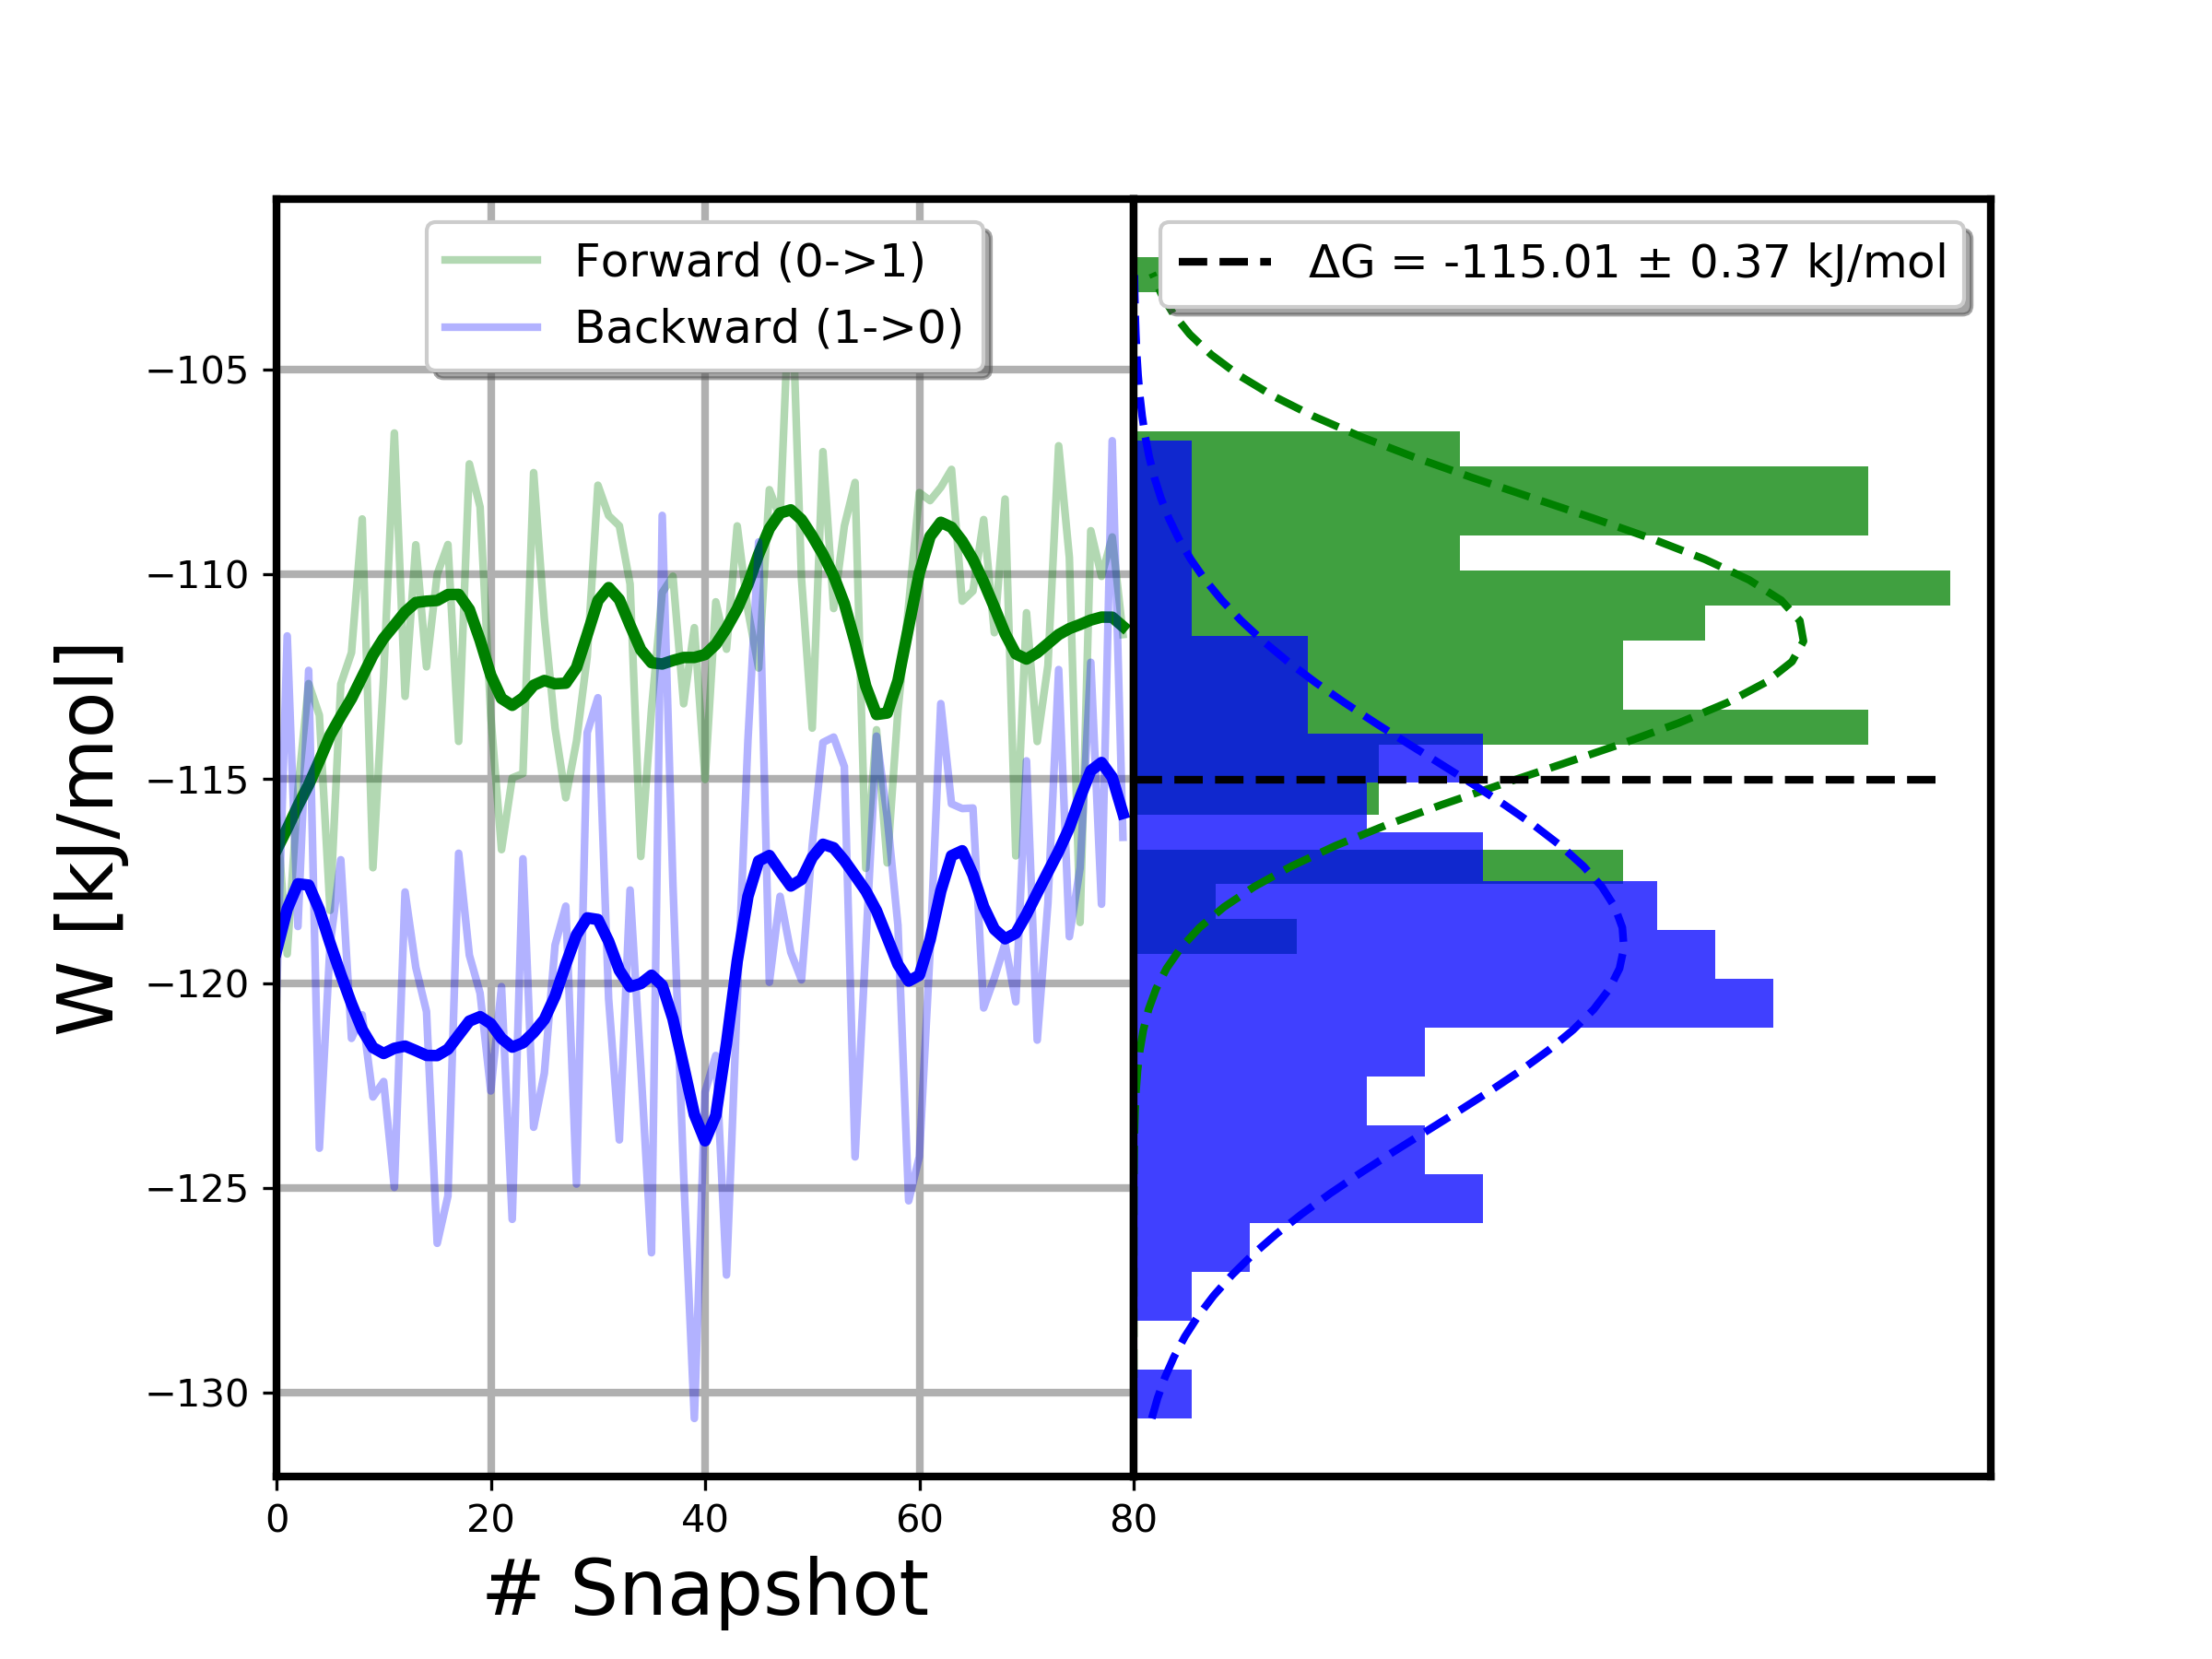 Forward (0->1)
Backward (1->0)
ΔG = -115.01 ± 0.37 kJ/mol
W [kJ/mol]
−105
−110
−115
−120
−125
−130
0 20 40 60 80
# Snapshot